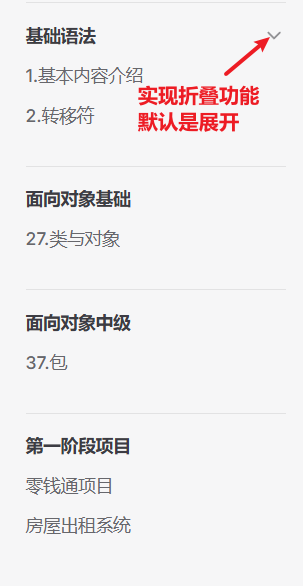 基础语法
1.基本内容介绍
2.转移符
实现折叠功能
默认是展开
面向对象基础
27.类与对象
面向对象中级
37.包
第一阶段项目
零钱通项目
房屋出租系统